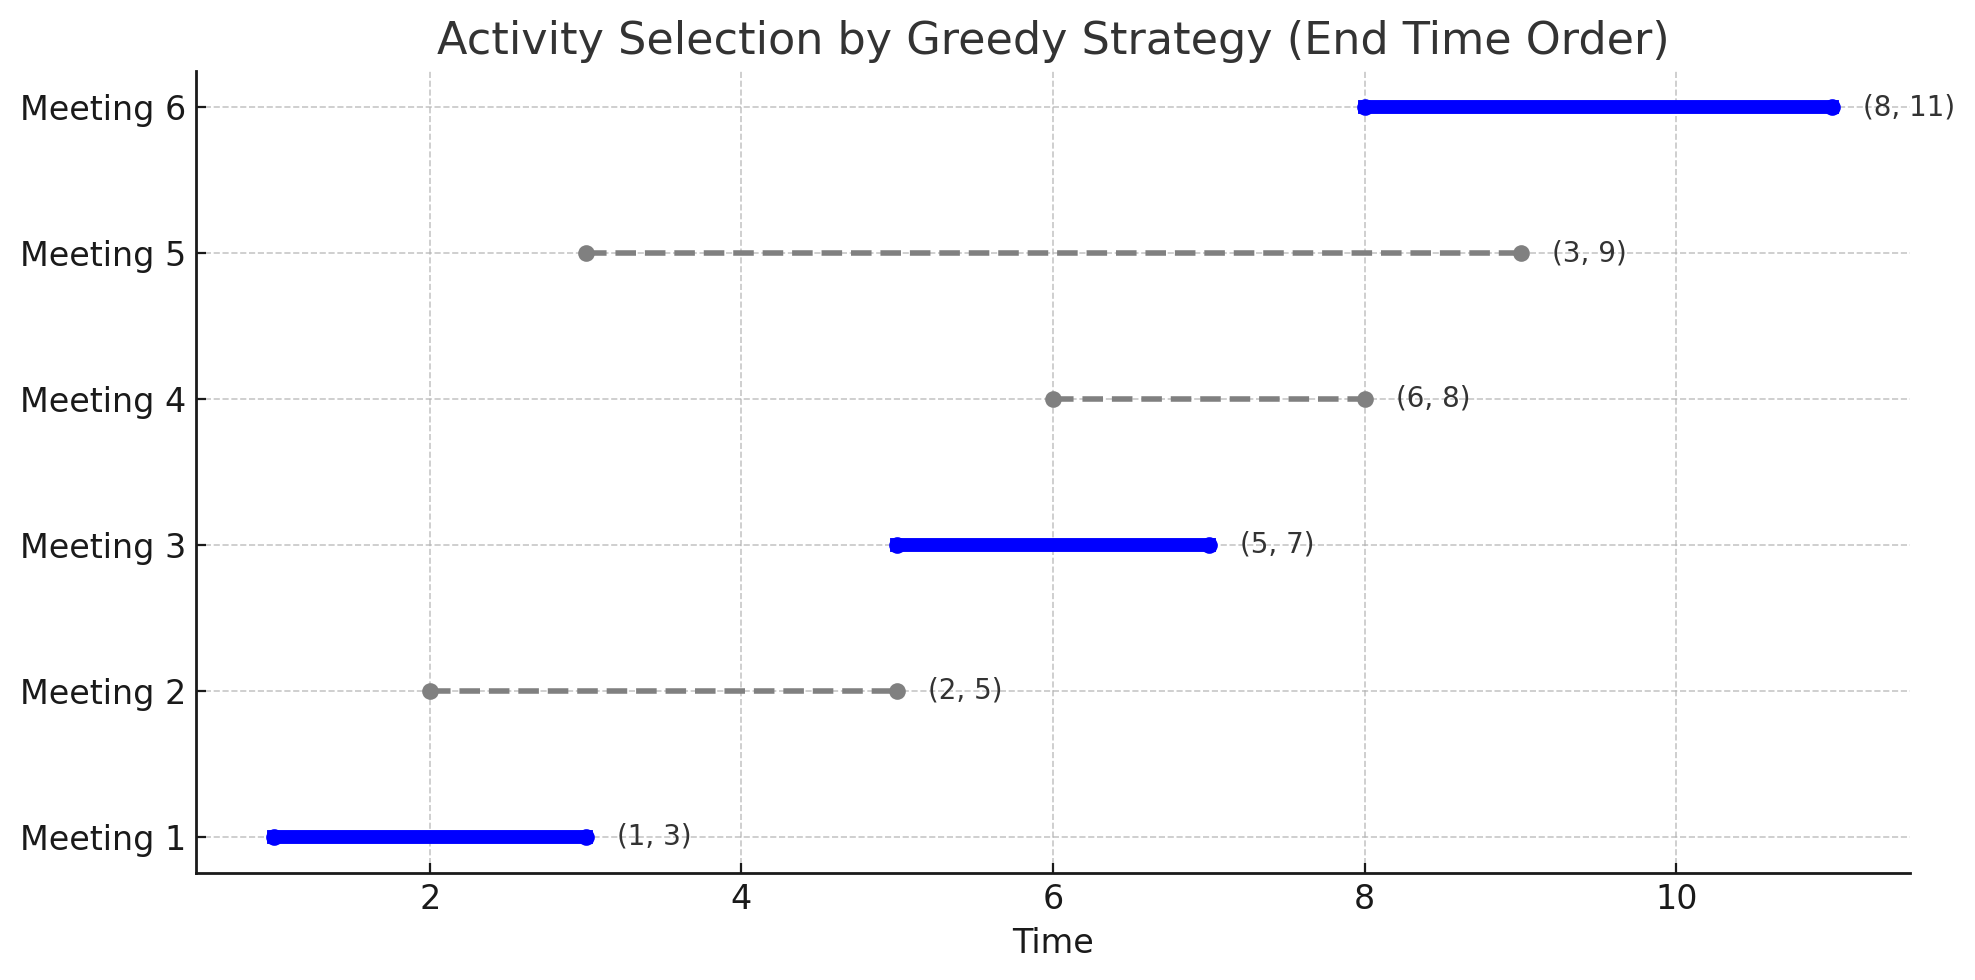 Activity Selection by Greedy Strategy (End Time Order)
Meeting 6
(8, 11)
Meeting 5
(3, 9)
Meeting 4
(6, 8)
Meeting 3
(5, 7)
Meeting 2
(2, 5)
Meeting 1
(1, 3)
2
4
6
8
10
Time